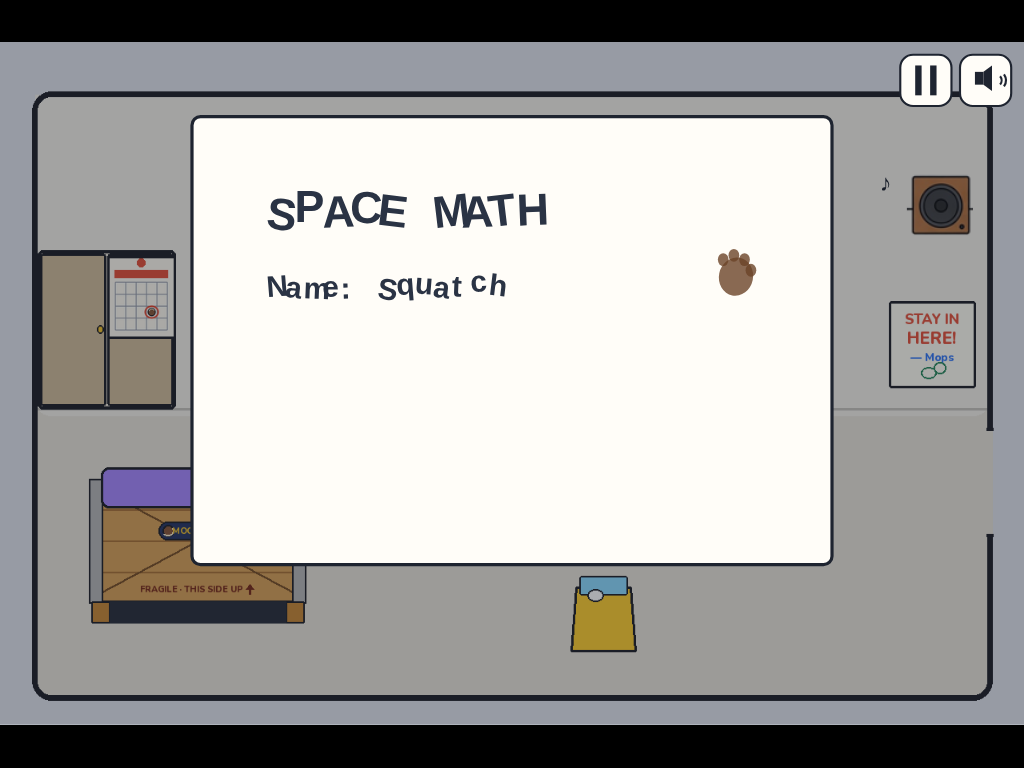 SPACE MATH
Name: Squatch
STAY IN
HERE!
— Mops
FRAGILE - THIS SIDE UP